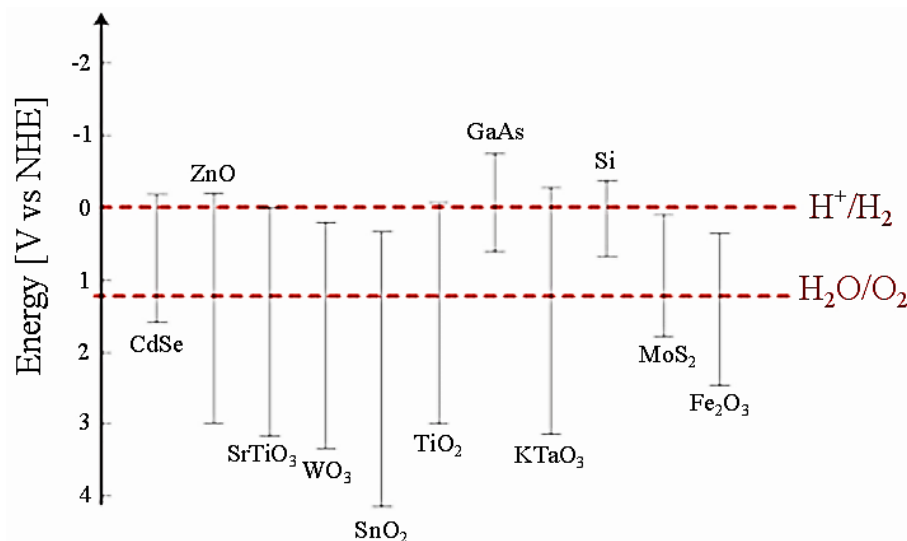 Energy [V vs NHE]
-2
-1
0
1
2
3
4
GaAs
ZnO
Si
H⁺/H₂
H₂O/O₂
CdSe
MoS₂
Fe₂O₃
SrTiO₃
WO₃
TiO₂
KTaO₃
SnO₂